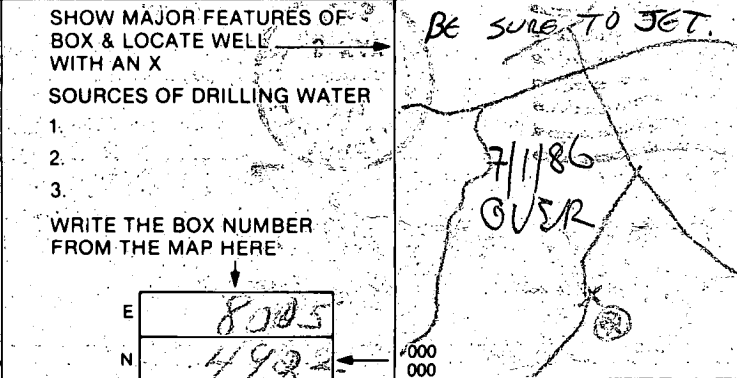 SHOW MAJOR FEATURES OF
BOX & LOCATE WELL
WITH AN X
SOURCES OF DRILLING WATER
1.
2.
3.
WRITE THE BOX NUMBER
FROM THE MAP HERE
E
N
000
000
BE SURE TO JET.
7/1/86
OVER
X